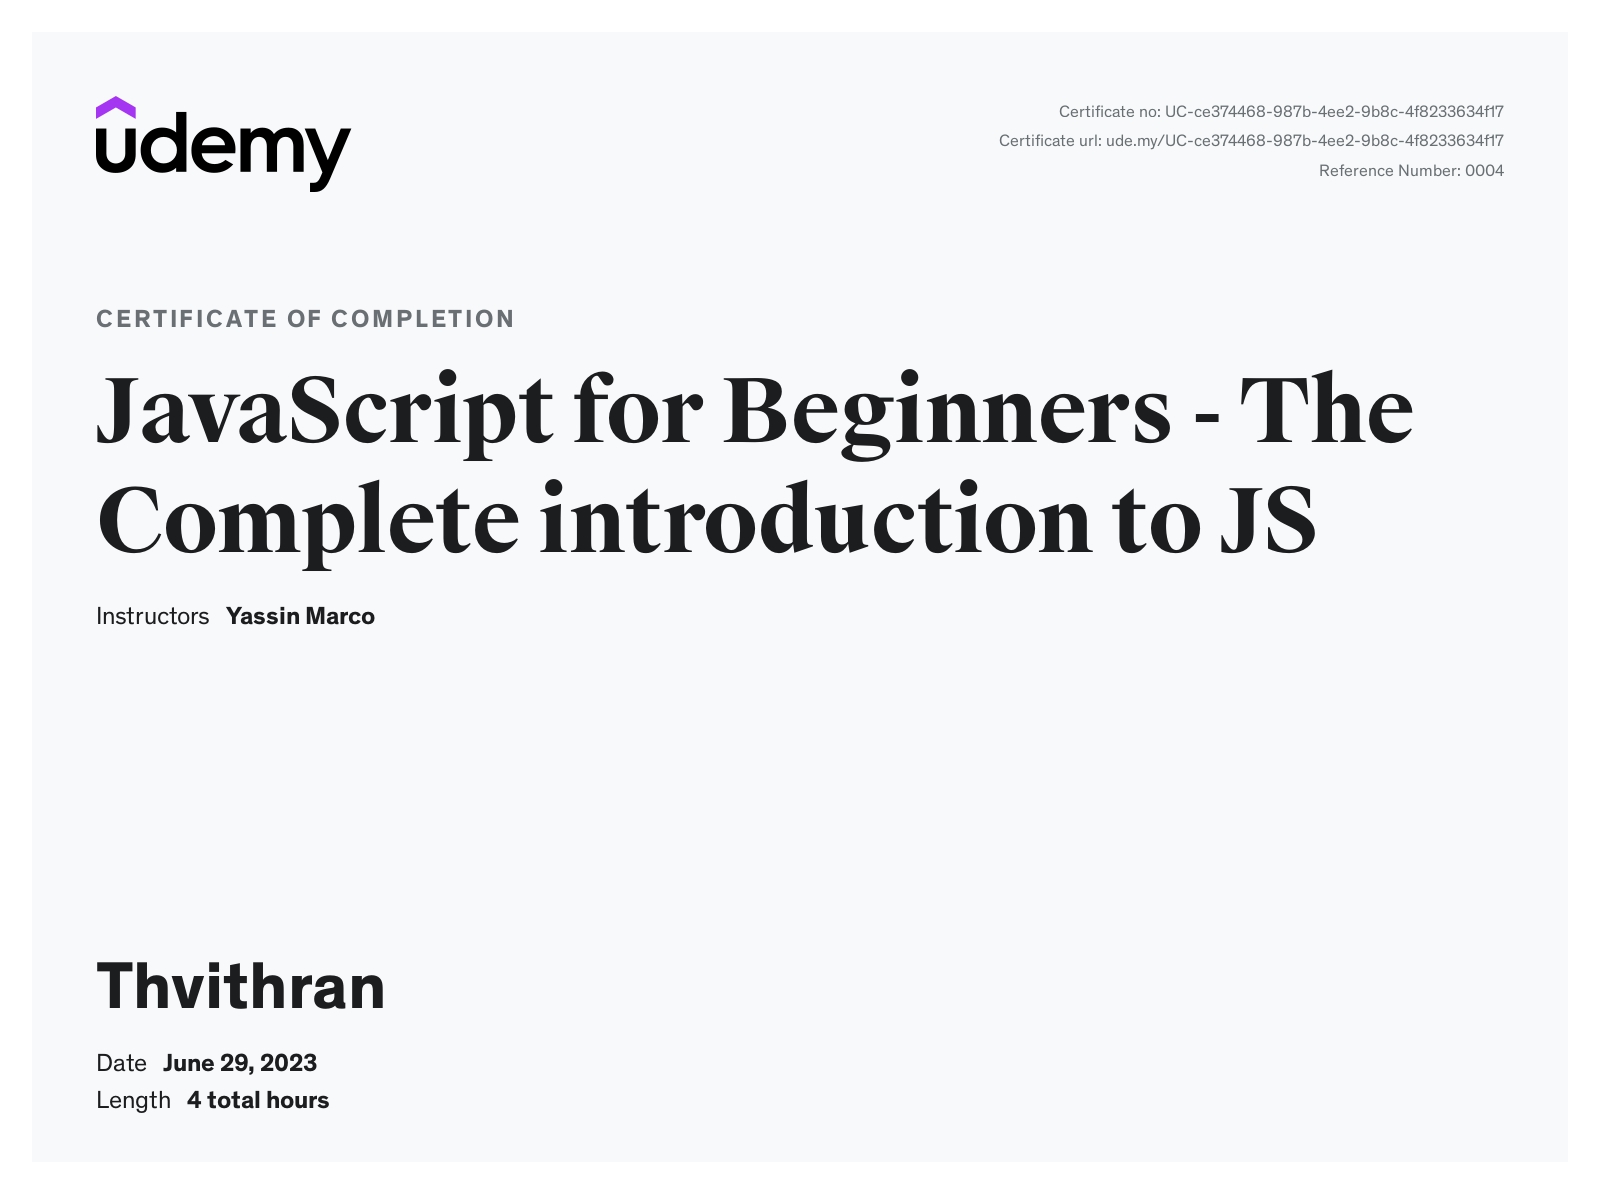 udemy
Certificate no: UC-ce374468-987b-4ee2-9b8c-4f8233634f17
Certificate url: ude.my/UC-ce374468-987b-4ee2-9b8c-4f8233634f17
Reference Number: 0004
CERTIFICATE OF COMPLETION
JavaScript for Beginners - The
Complete introduction to JS
Instructors Yassin Marco
Thvithran
Date June 29, 2023
Length 4 total hours